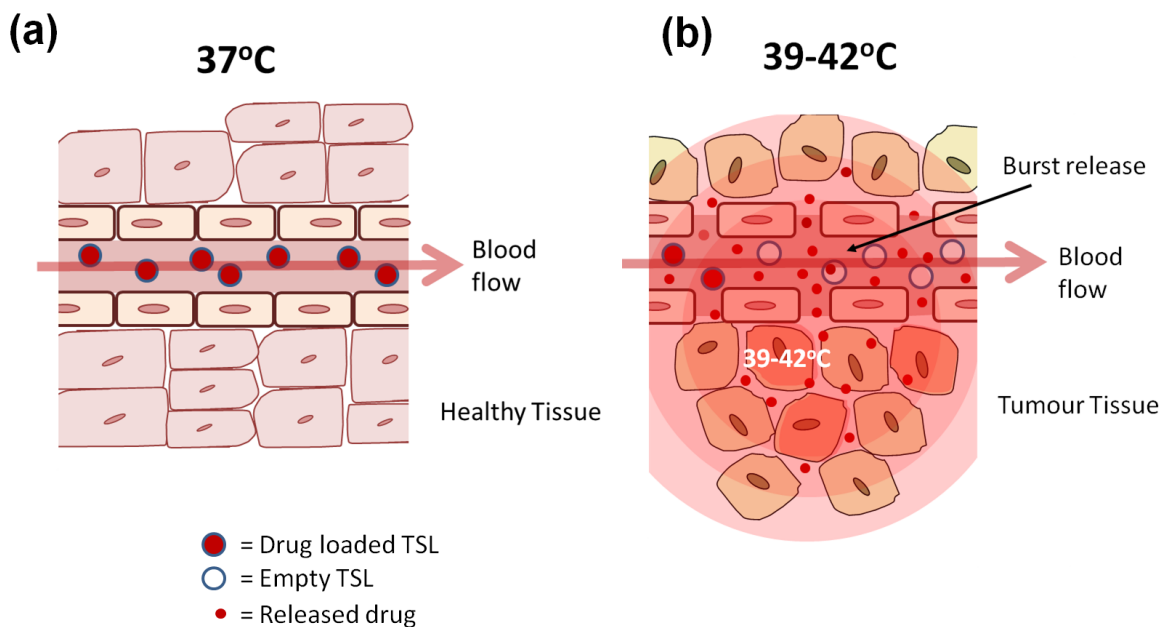 (a)
37°C
Blood
flow
Healthy Tissue
(b)
39-42°C
Burst release
Blood
flow
39-42°C
Tumour Tissue
= Drug loaded TSL
= Empty TSL
= Released drug